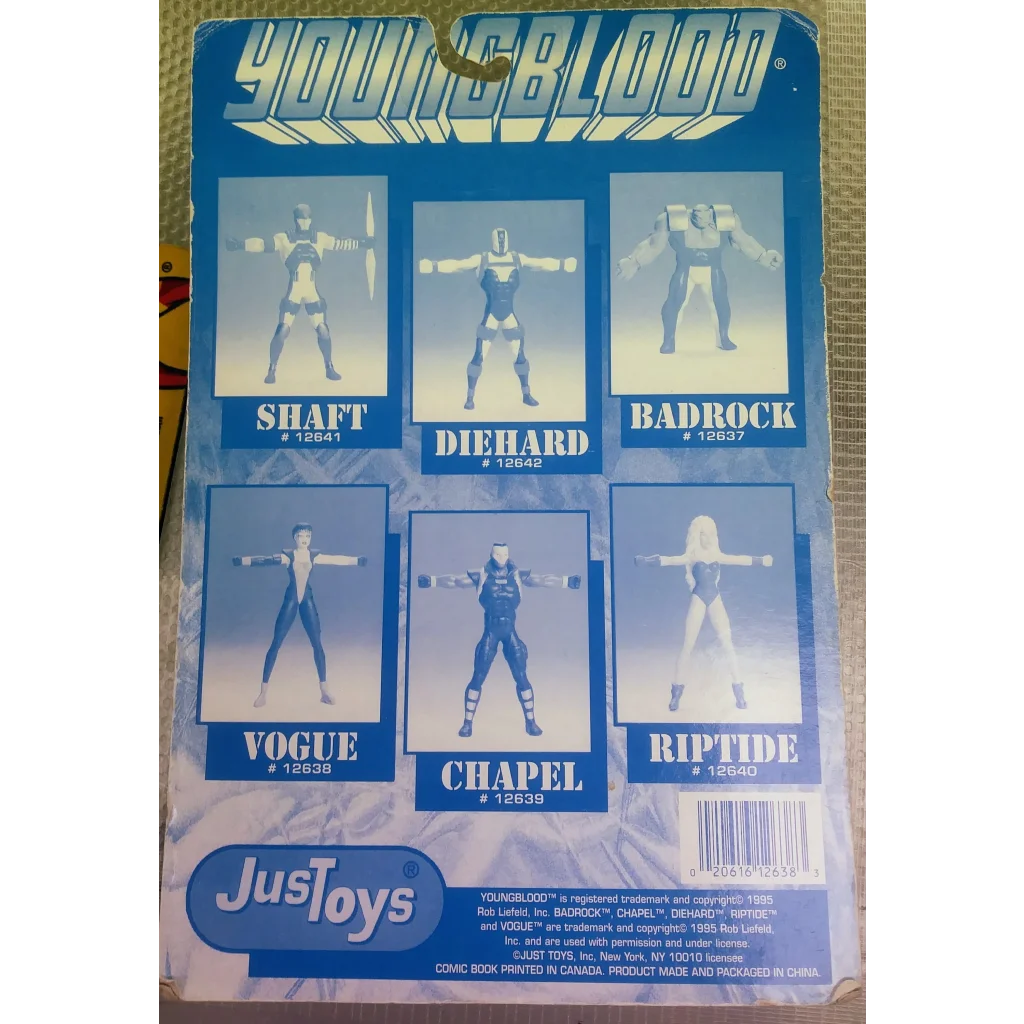 YOUNGBLOOD®
SHAFT
# 12641
DIEHARD
# 12642
BADROCK
# 12637
VOGUE
# 12638
CHAPEL
# 12639
RIPTIDE
# 12640
0 20616 12638 3
JusToys®
YOUNGBLOOD™ is registered trademark and copyright© 1995
Rob Liefeld, Inc. BADROCK™, CHAPEL™, DIEHARD™, RIPTIDE™
and VOGUE™ are trademark and copyright© 1995 Rob Liefeld,
Inc. and are used with permission and under license.
©JUST TOYS, Inc, New York, NY 10010 licensee
COMIC BOOK PRINTED IN CANADA. PRODUCT MADE AND PACKAGED IN CHINA.
®